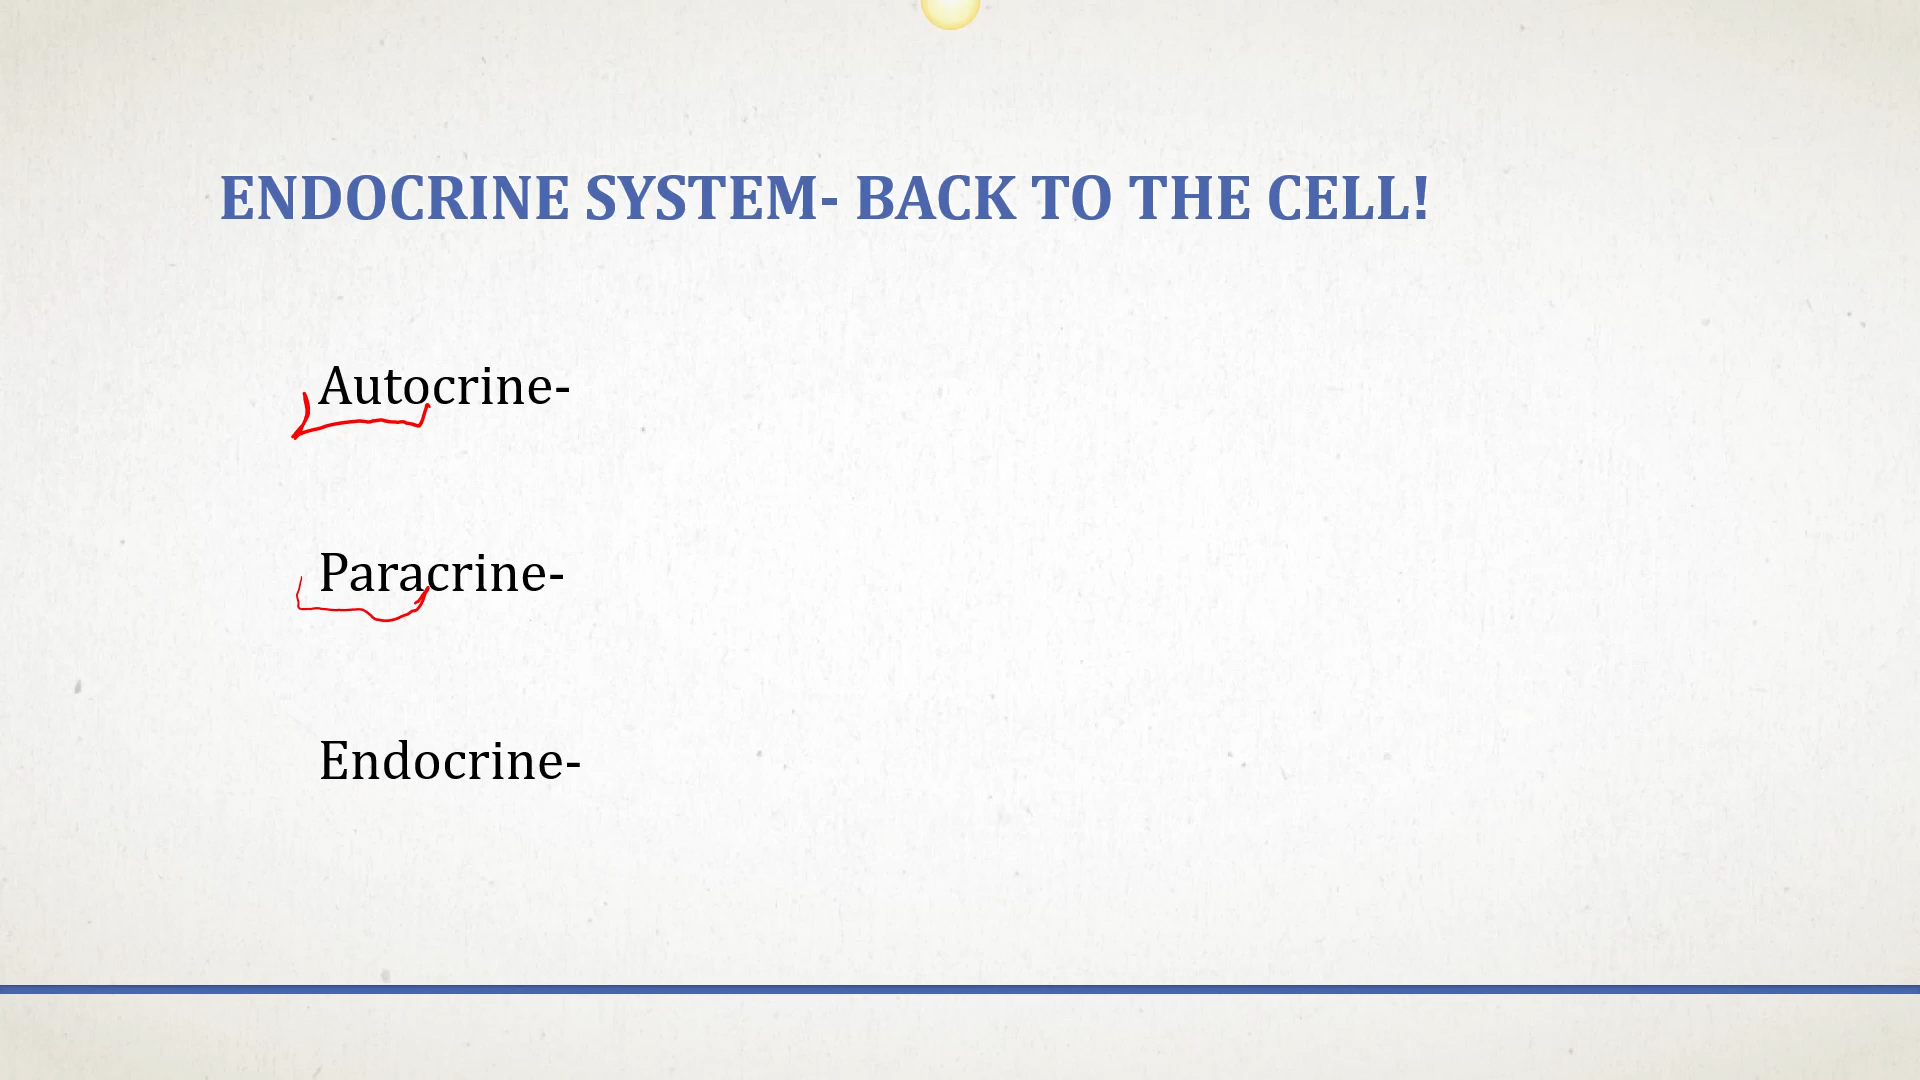 ENDOCRINE SYSTEM- BACK TO THE CELL!
Autocrine-
Paracrine-
Endocrine-